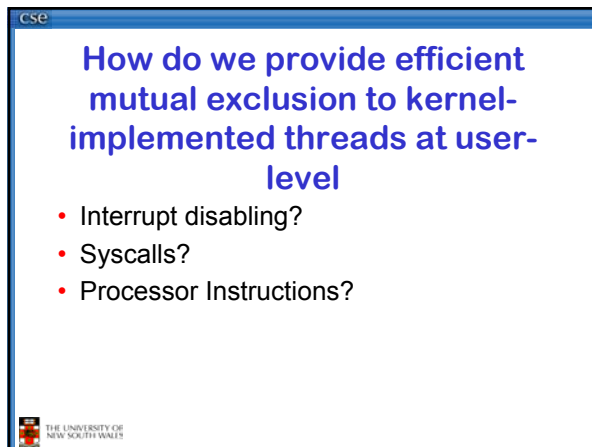 cse
How do we provide efficient
mutual exclusion to kernel-
implemented threads at user-
level
• Interrupt disabling?
• Syscalls?
• Processor Instructions?
THE UNIVERSITY OF
NEW SOUTH WALES